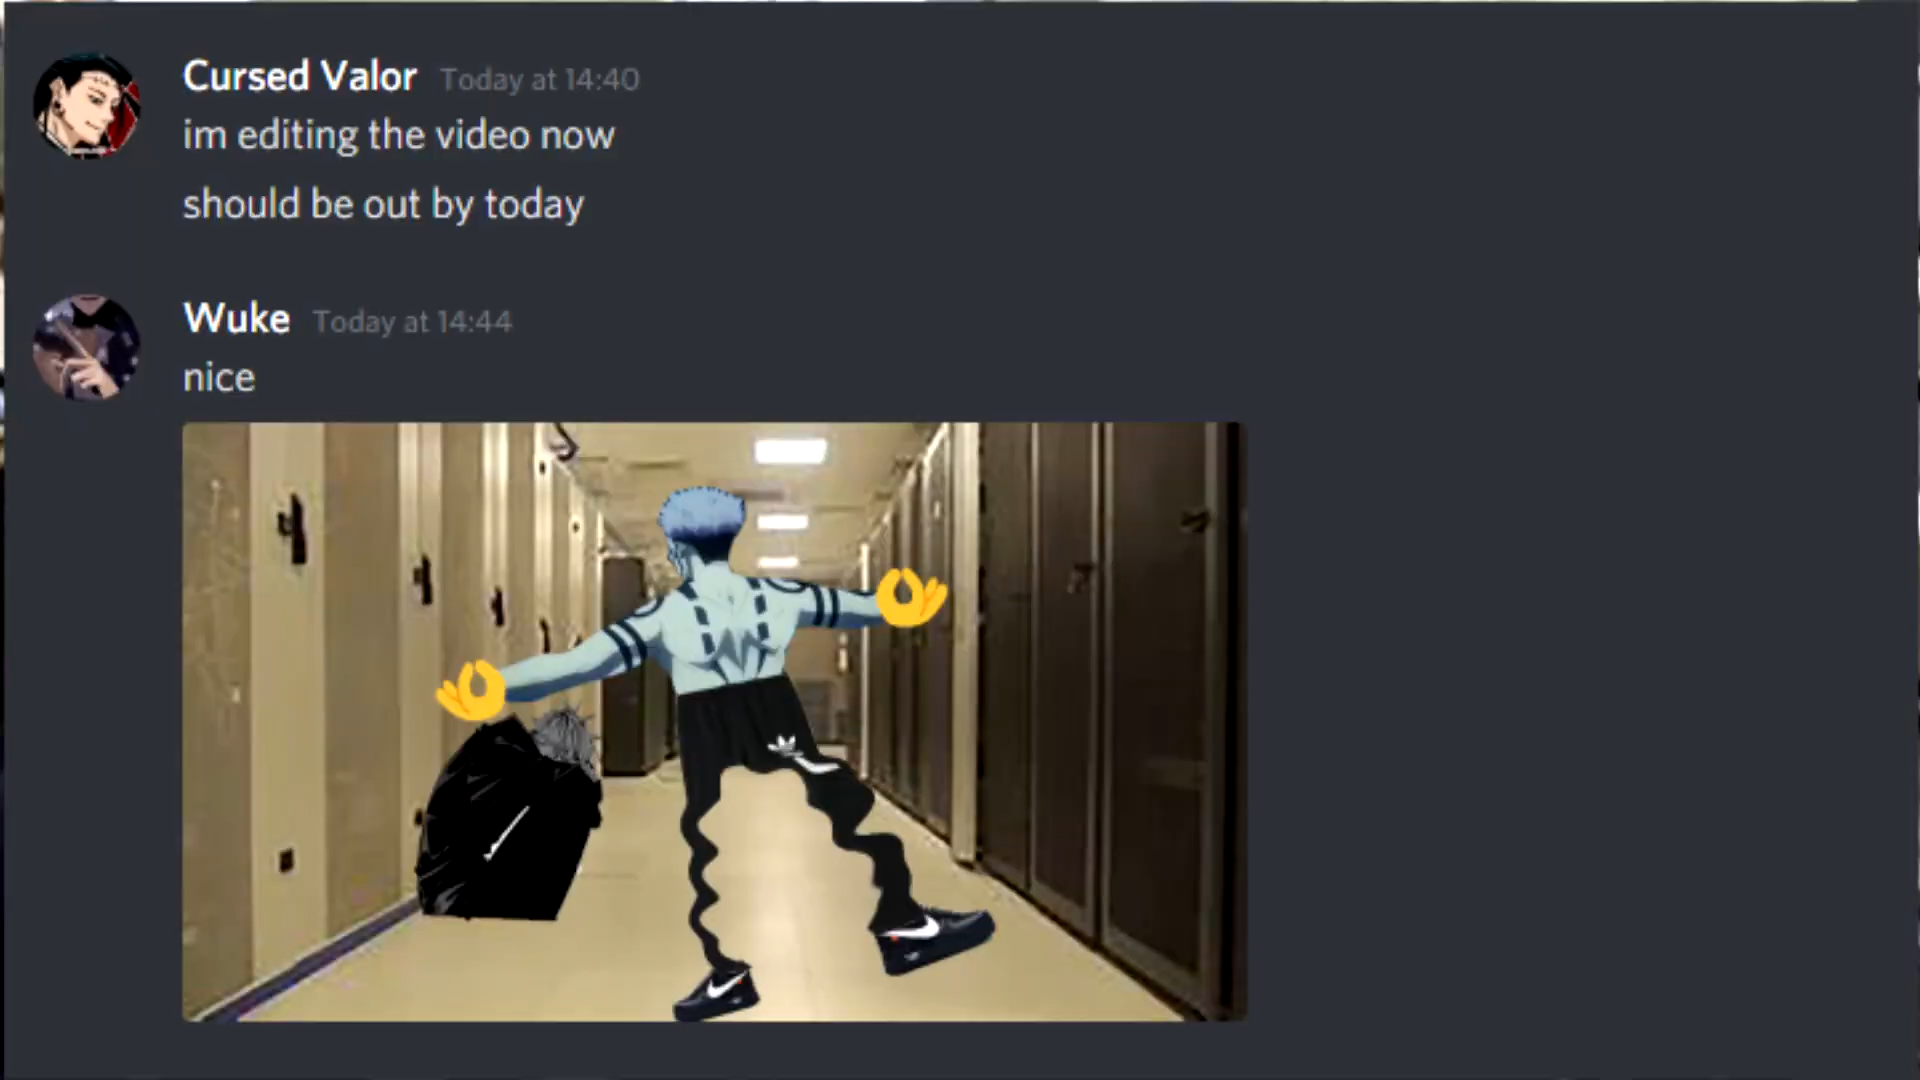 Cursed Valor Today at 14:40
im editing the video now
should be out by today
Wuke Today at 14:44
nice